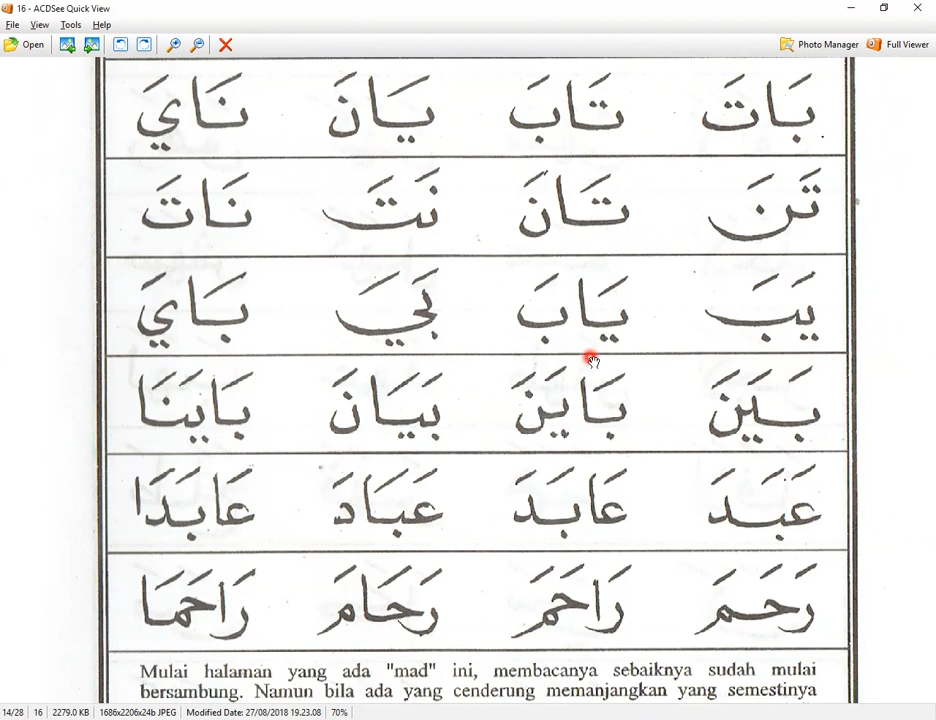 16 - ACDSee Quick View
File View Tools Help
Open Photo Manager Full Viewer
بَاتَ تَابَ يَانَ نَايَ
تَنَ تَانَ نَتَ نَاتَ
يَبَ يَابَ بَيَ بَايَ
بَيَنَ بَايَنَ بَيَانَ بَايَنَا
عَبَدَ عَابَدَ عَبَادَ عَابَدَا
رَحَمَ رَاحَمَ رَحَامَ رَاحَمَا
Mulai halaman yang ada "mad" ini, membacanya sebaiknya sudah mulai
bersambung. Namun bila ada yang cenderung memanjangkan yang semestinya
14/28 16 2279.0 KB 1686x2206x24b JPEG Modified Date: 27/08/2018 19.23.08 70%